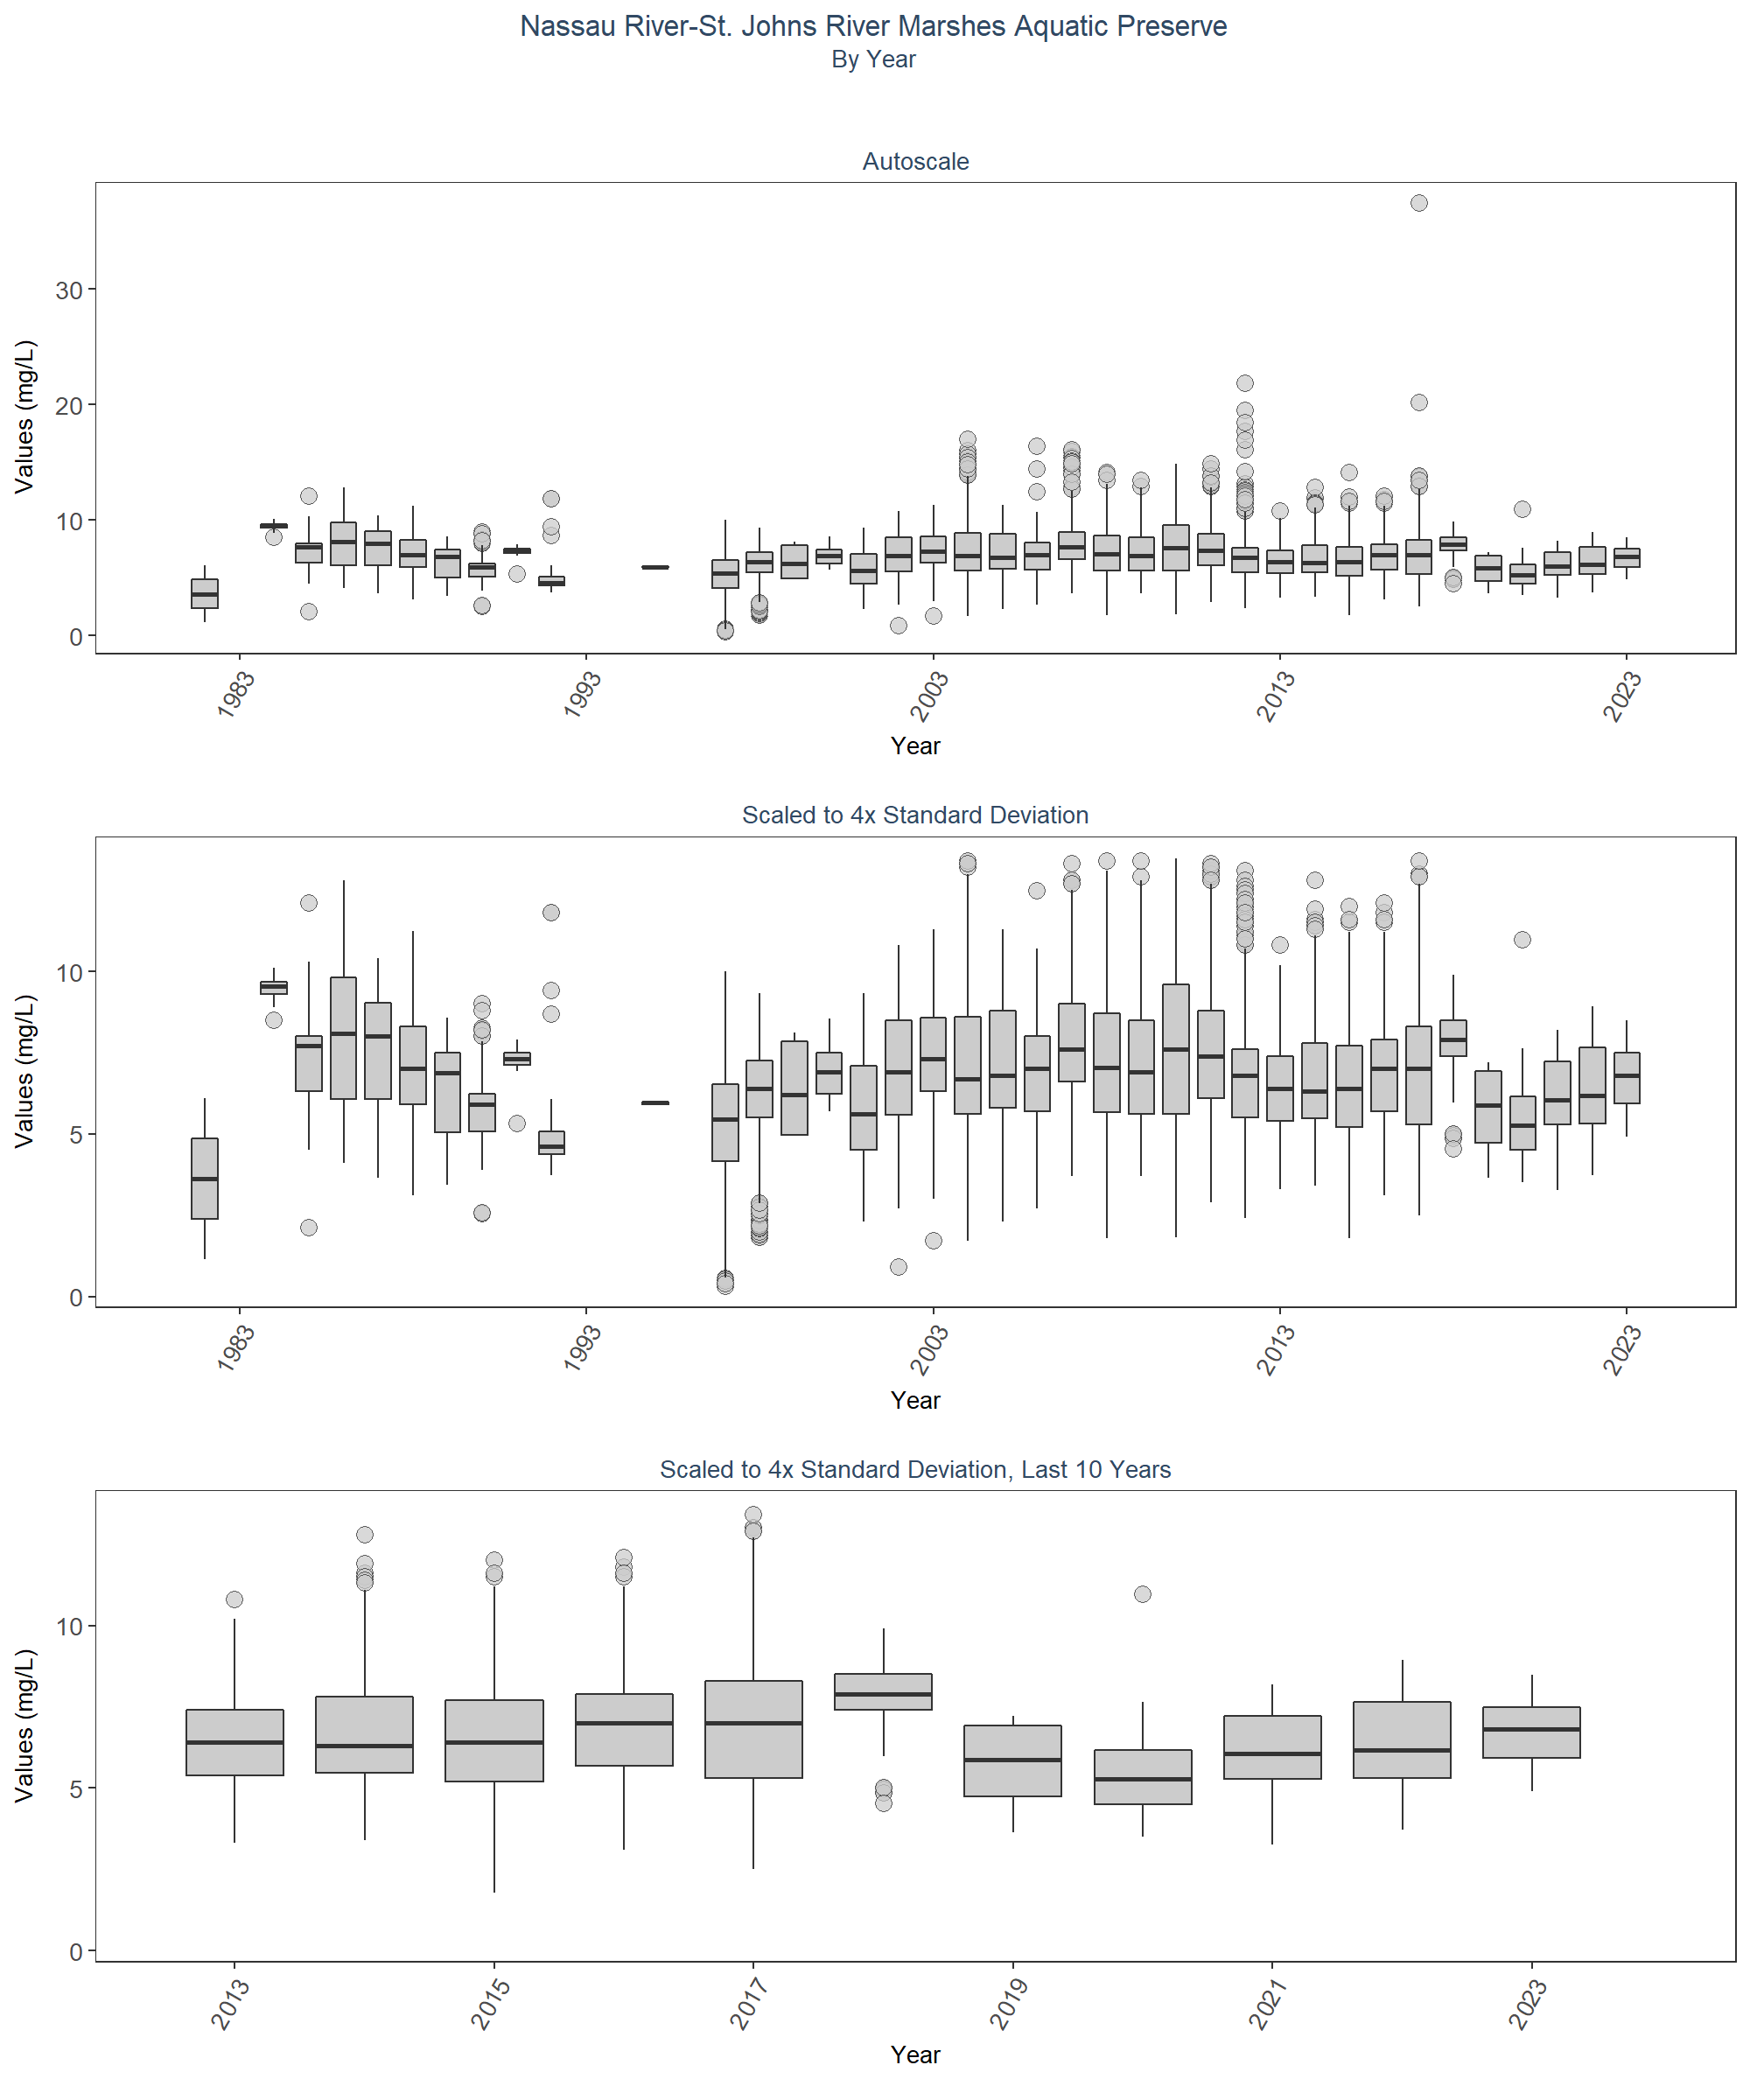 Nassau River-St. Johns River Marshes Aquatic Preserve
By Year
Autoscale
Values (mg/L)
30
20
10
0
1983
1993
2003
2013
2023
Year
Scaled to 4x Standard Deviation
Values (mg/L)
10
5
0
1983
1993
2003
2013
2023
Year
Scaled to 4x Standard Deviation, Last 10 Years
Values (mg/L)
10
5
0
2013
2015
2017
2019
2021
2023
Year